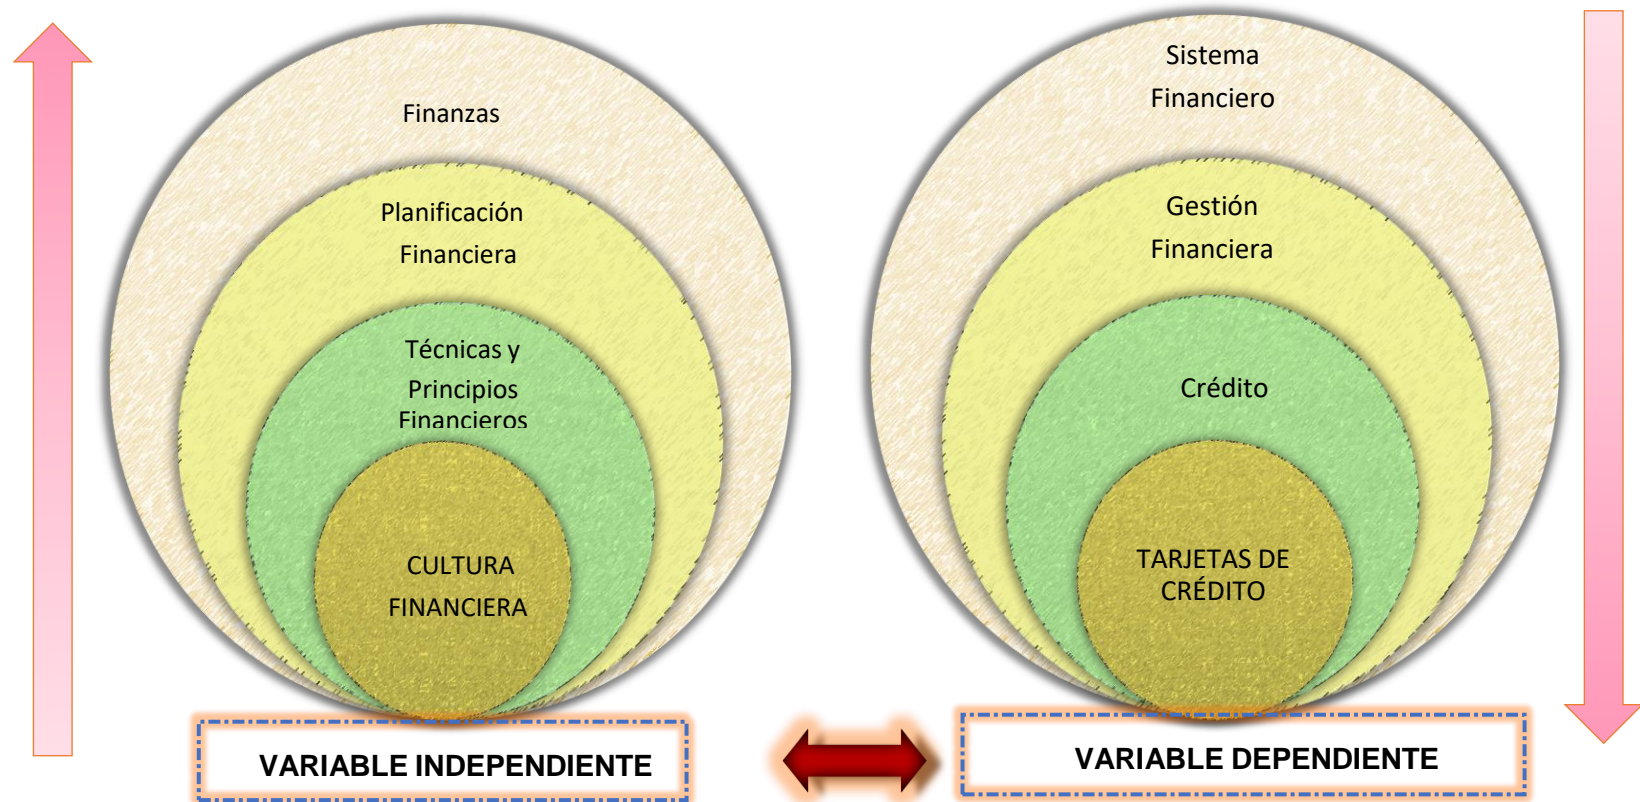 Finanzas
Planificación
Financiera
Técnicas y
Principios
Financieros
CULTURA
FINANCIERA
VARIABLE INDEPENDIENTE
Sistema
Financiero
Gestión
Financiera
Crédito
TARJETAS DE
CRÉDITO
VARIABLE DEPENDIENTE